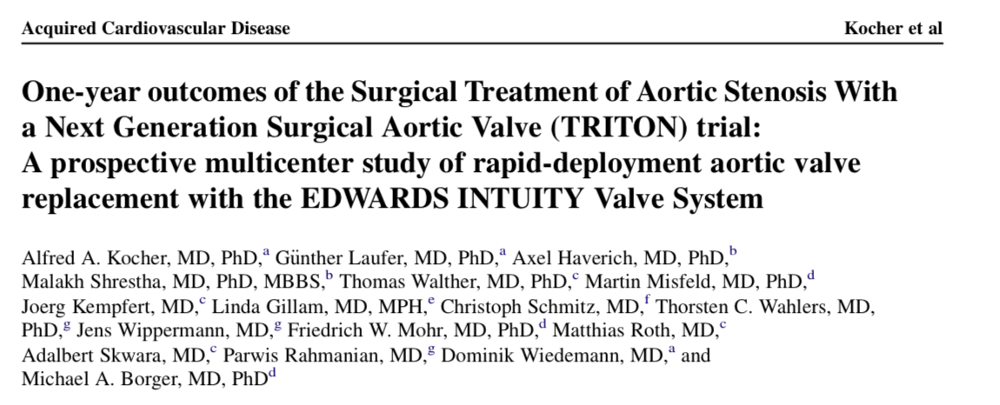 Acquired Cardiovascular Disease Kocher et al
One-year outcomes of the Surgical Treatment of Aortic Stenosis With
a Next Generation Surgical Aortic Valve (TRITON) trial:
A prospective multicenter study of rapid-deployment aortic valve
replacement with the EDWARDS INTUITY Valve System
Alfred A. Kocher, MD, PhD,a Günther Laufer, MD, PhD,a Axel Haverich, MD, PhD,b
Malakh Shrestha, MD, PhD, MBBS,b Thomas Walther, MD, PhD,c Martin Misfeld, MD, PhD,d
Joerg Kempfert, MD,c Linda Gillam, MD, MPH,e Christoph Schmitz, MD,f Thorsten C. Wahlers, MD,
PhD,g Jens Wippermann, MD,g Friedrich W. Mohr, MD, PhD,d Matthias Roth, MD,c
Adalbert Skwara, MD,c Parwis Rahmanian, MD,g Dominik Wiedemann, MD,a and
Michael A. Borger, MD, PhDd